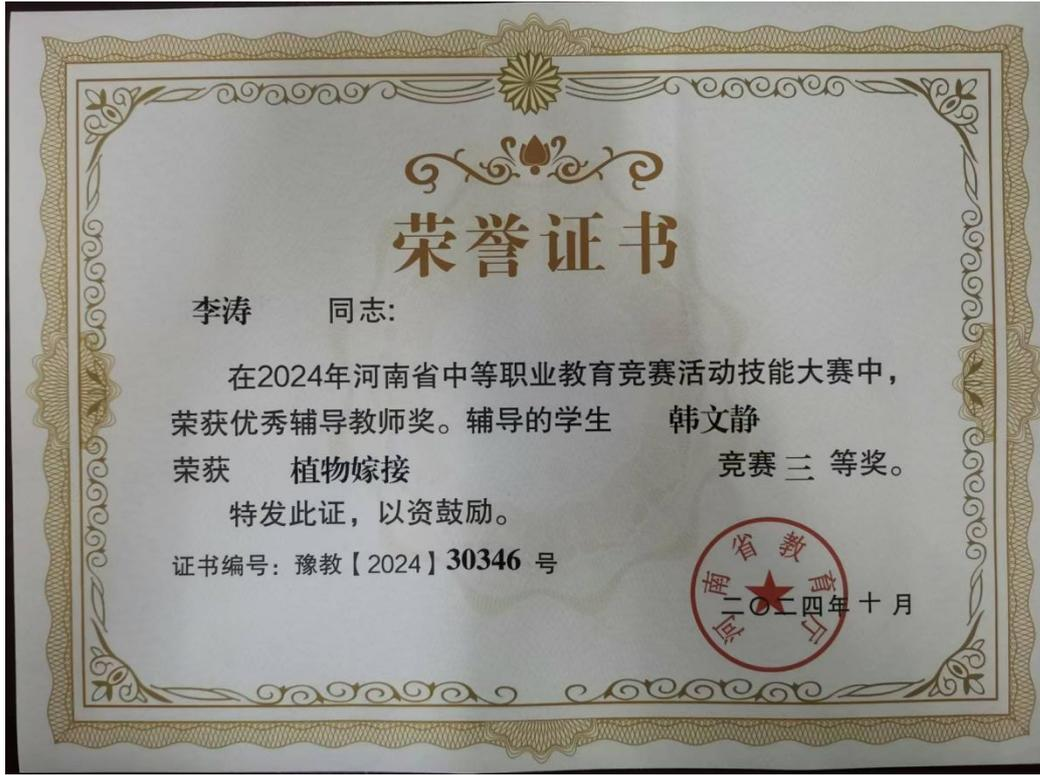 荣誉证书
李涛 同志:
在2024年河南省中等职业教育竞赛活动技能大赛中，
荣获优秀辅导教师奖。辅导的学生 韩文静
荣获 植物嫁接 竞赛 三 等奖。
特发此证，以资鼓励。
证书编号：豫教【2024】30346 号
河南省教育厅
二〇二四年十月